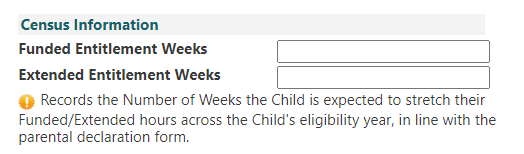 Census Information
Funded Entitlement Weeks
Extended Entitlement Weeks
Records the Number of Weeks the Child is expected to stretch their
Funded/Extended hours across the Child's eligibility year, in line with the
parental declaration form.